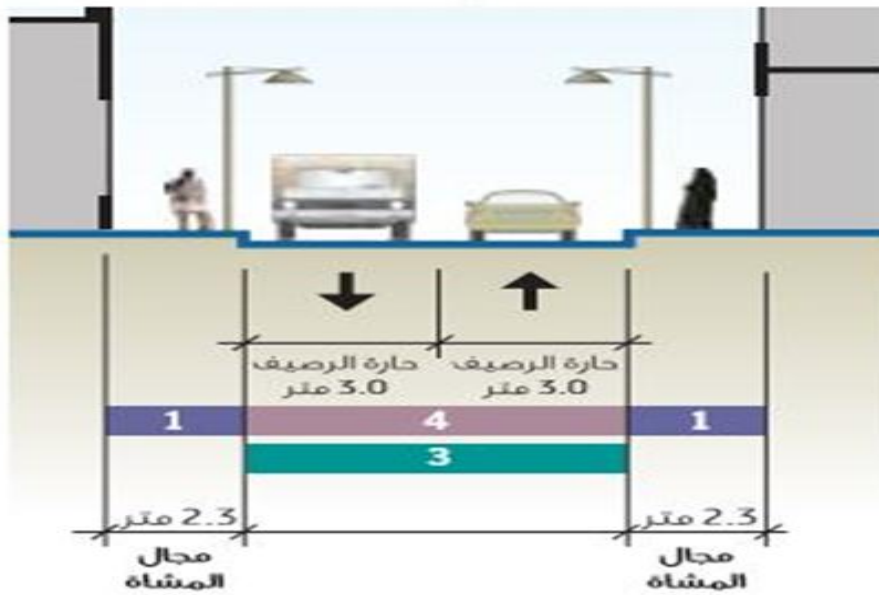 حارة الرصيف
3.0 متر
حارة الرصيف
3.0 متر
1
4
1
3
2.3 متر
2.3 متر
مجال
المشاة
مجال
المشاة